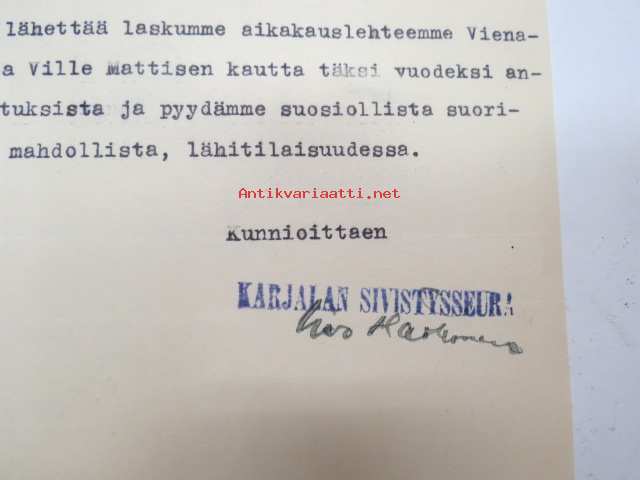 lähettää laskumme aikakauslehteemme Viena-
a Ville Mattisen kautta täksi vuodeksi an-
tuksista ja pyydämme suosiollista suori-
mahdollista, lähitilaisuudessa.
Antikvariaatti.net
Kunnioittaen
KARJALAN SIVISTYSSEURA